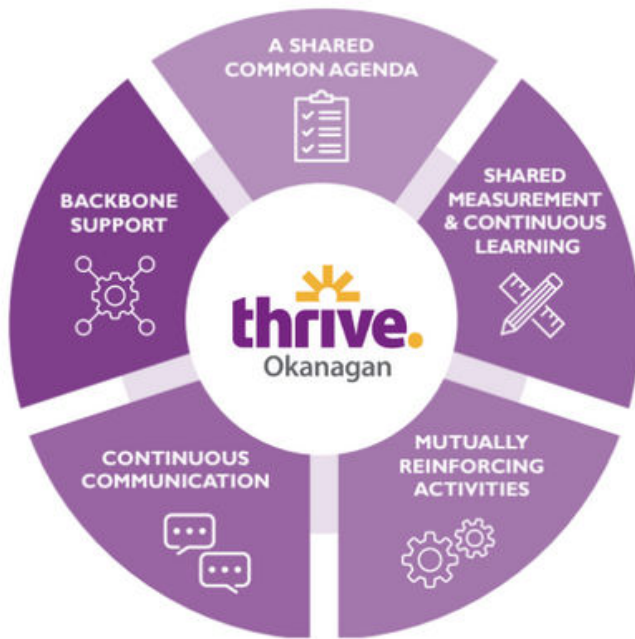 A SHARED
COMMON AGENDA
SHARED
MEASUREMENT
& CONTINUOUS
LEARNING
MUTUALLY
REINFORCING
ACTIVITIES
CONTINUOUS
COMMUNICATION
BACKBONE
SUPPORT
thrive.
Okanagan